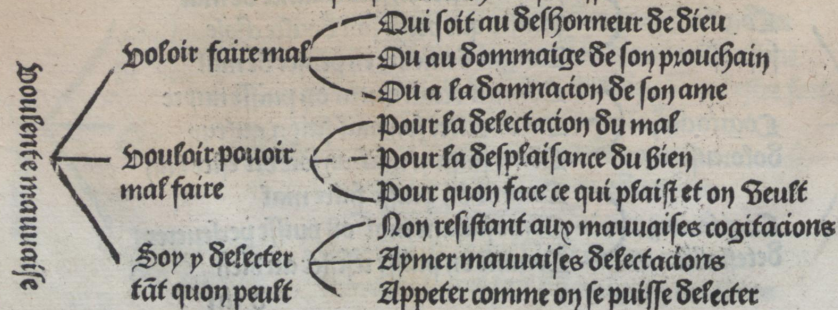 voulente mauuaise
voloir faire mal
Qui soit au deshonneur de dieu
Ou au dommaige de son prouchain
Ou a la damnacion de son ame
vouloir pouoir
mal faire
Pour la delectacion du mal
Pour la desplaisance du bien
Pour quon face ce qui plaist et on veult
Soy y delecter
tāt quon peult
Non resistant aux mauuaises cogitacions
Aymer mauuaises delectacions
Appeter comme on se puisse delecter